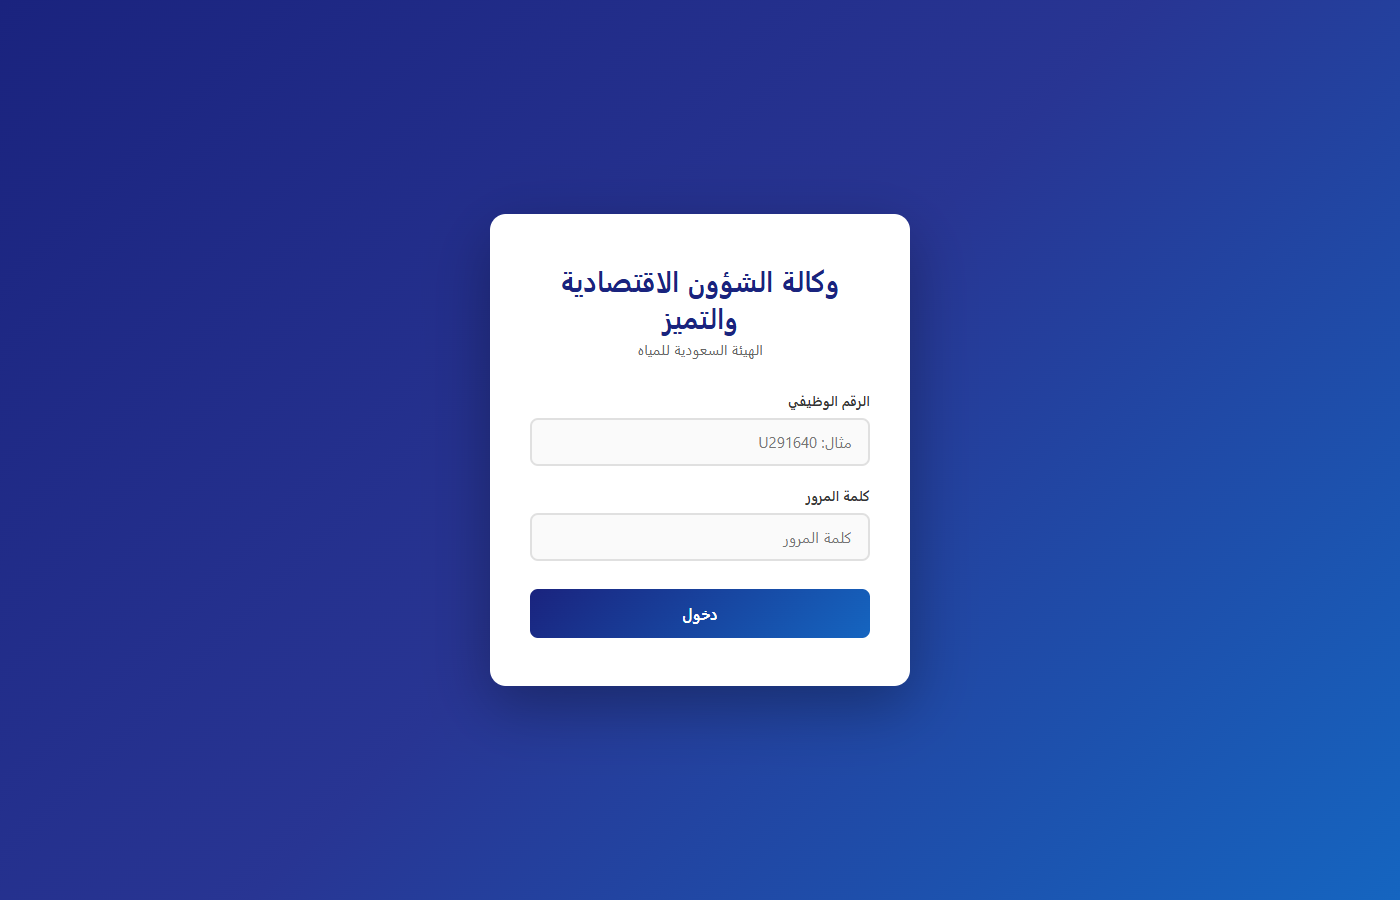 وكالة الشؤون الاقتصادية
والتميز
الهيئة السعودية للمياه
الرقم الوظيفي
مثال: U291640
كلمة المرور
كلمة المرور
دخول